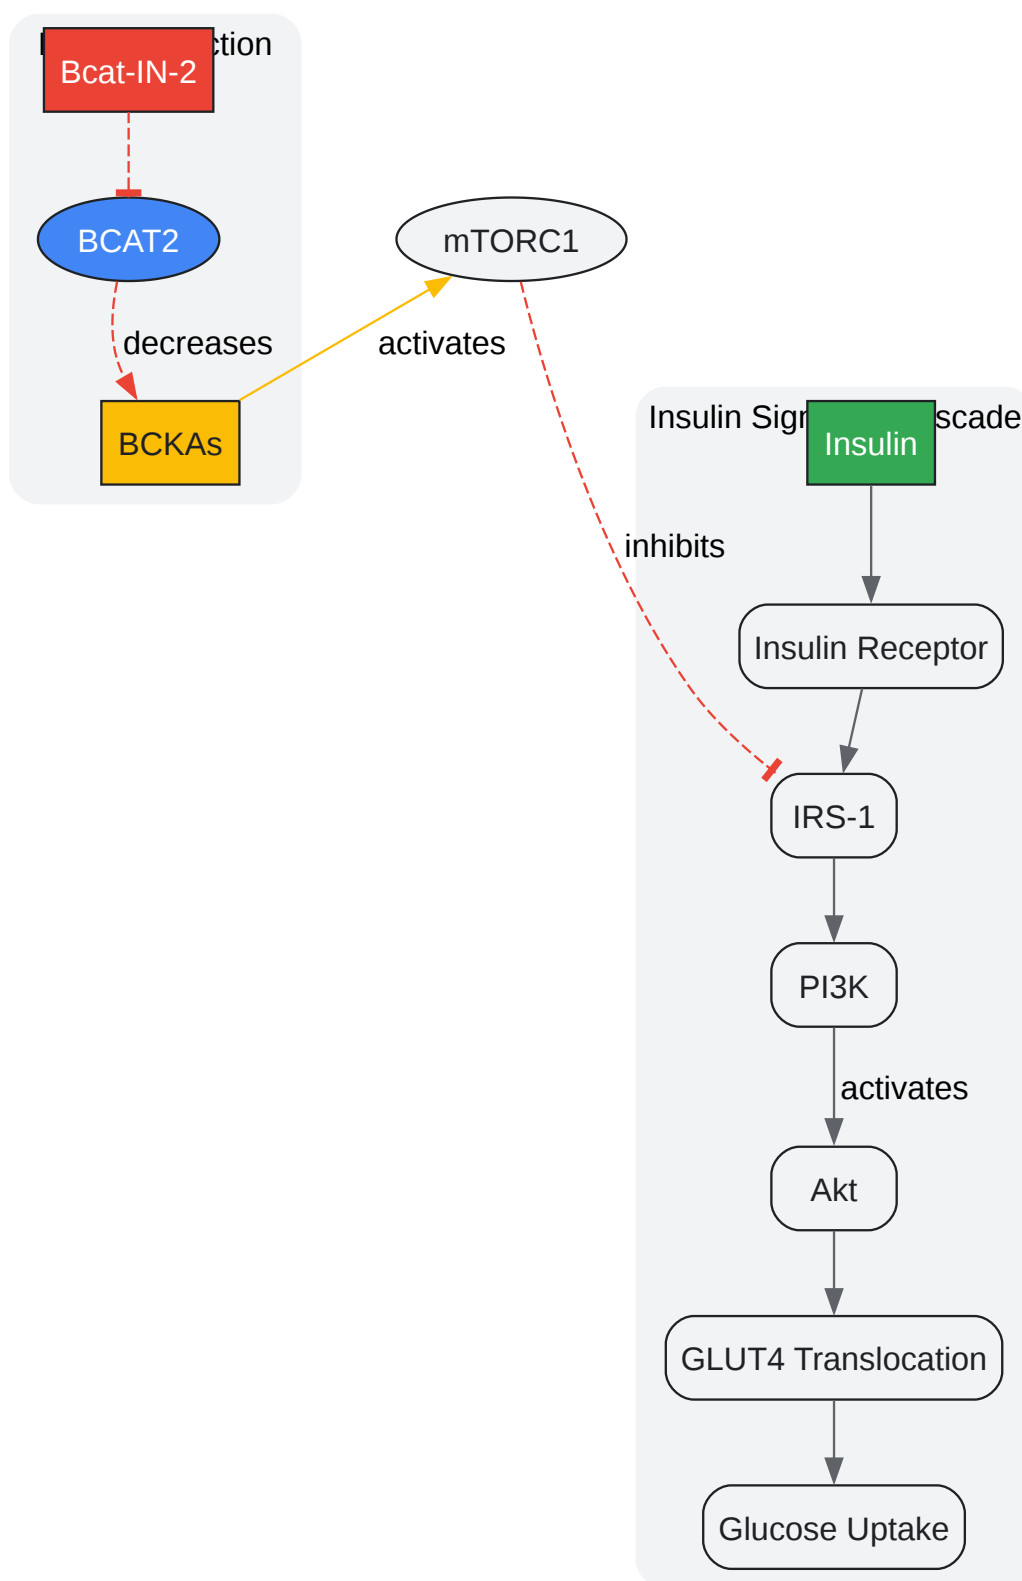 ction
Bcat-IN-2
BCAT2
mTORC1
decreases
activates
BCKAs
Insulin Sig scade
Insulin
inhibits
Insulin Receptor
IRS-1
PI3K
activates
Akt
GLUT4 Translocation
Glucose Uptake